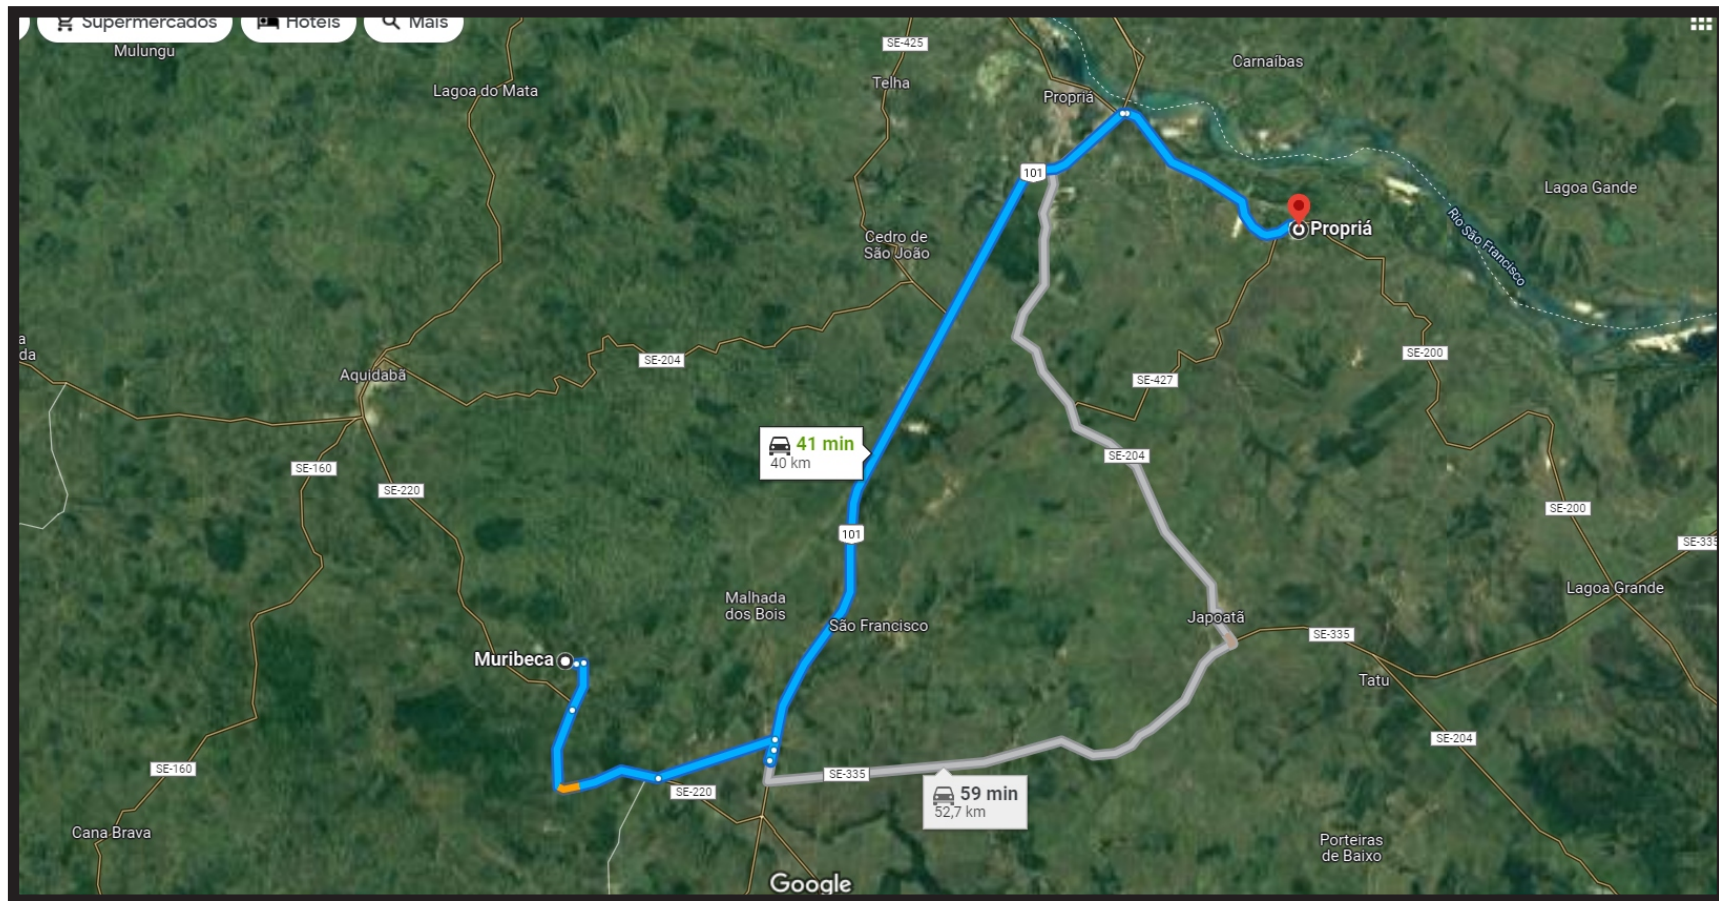 Supermercados
Hotéis
Mais
Mulungu
SE-425
Carnaíbas
Telha
Lagoa do Mata
Propriá
101
Lagoa Gande
Rio São Francisco
Propriá
Cedro de
São João
SE-204
Aquidabã
SE-200
SE-427
41 min
40 km
SE-204
SE-160
SE-220
SE-200
101
SE-333
Lagoa Grande
Malhada
dos Bois
São Francisco
Japoatã
SE-335
Muribeca
Tatu
SE-204
SE-160
SE-335
SE-220
59 min
52,7 km
Cana Brava
Porteiras
de Baixo
Google